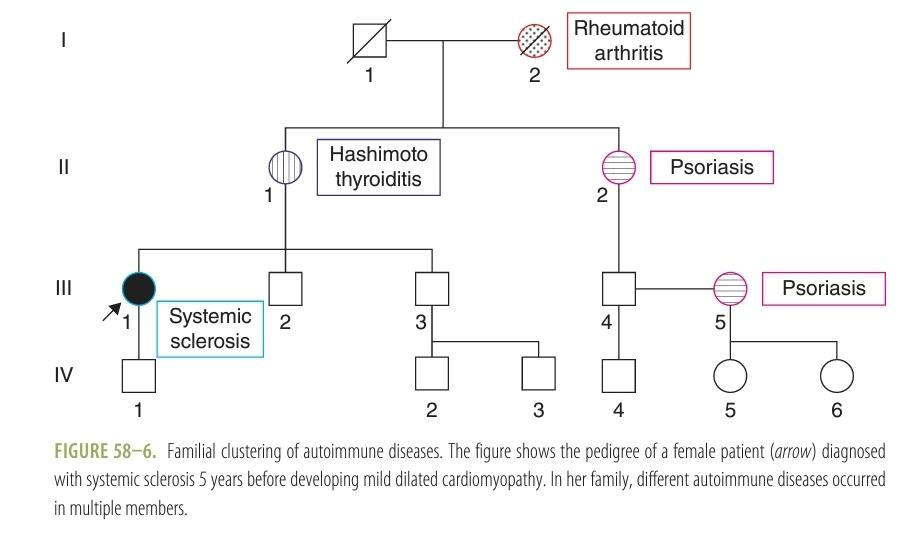 I
Rheumatoid
arthritis
1
2
II
Hashimoto
thyroiditis
Psoriasis
1
2
III
Psoriasis
1
Systemic
sclerosis
2
3
4
5
IV
1
2
3
4
5
6
FIGURE 58–6. Familial clustering of autoimmune diseases. The figure shows the pedigree of a female patient (arrow) diagnosed
with systemic sclerosis 5 years before developing mild dilated cardiomyopathy. In her family, different autoimmune diseases occurred
in multiple members.